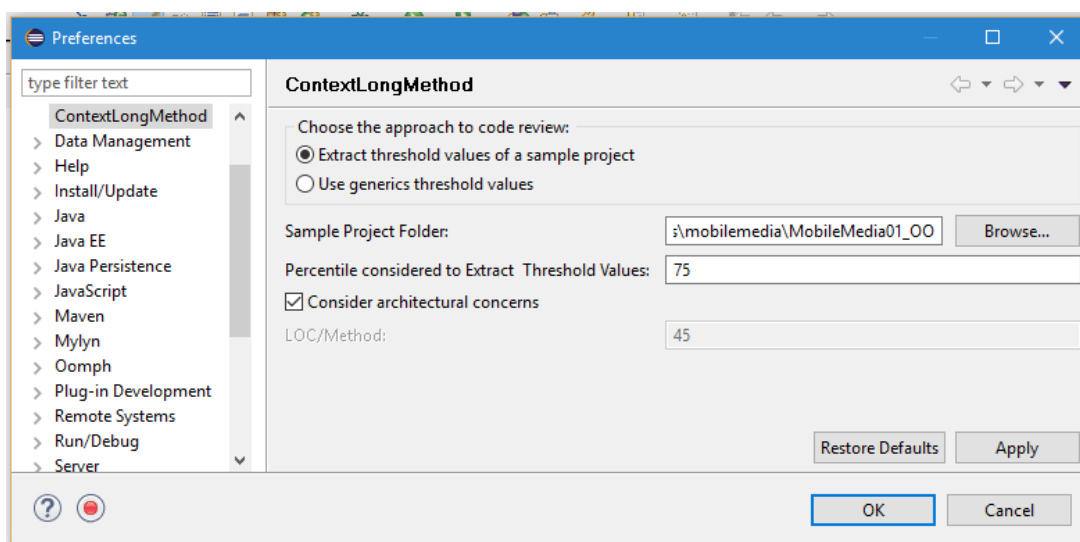 Preferences
type filter text
ContextLongMethod
Data Management
Help
Install/Update
Java
Java EE
Java Persistence
JavaScript
Maven
Mylyn
Oomph
Plug-in Development
Remote Systems
Run/Debug
Server
ContextLongMethod
Choose the approach to code review:
Extract threshold values of a sample project
Use generics threshold values
Sample Project Folder: \mobilemedia\MobileMedia01_OO Browse...
Percentile considered to Extract Threshold Values: 75
Consider architectural concerns
LOC/Method: 45
Restore Defaults Apply
OK Cancel